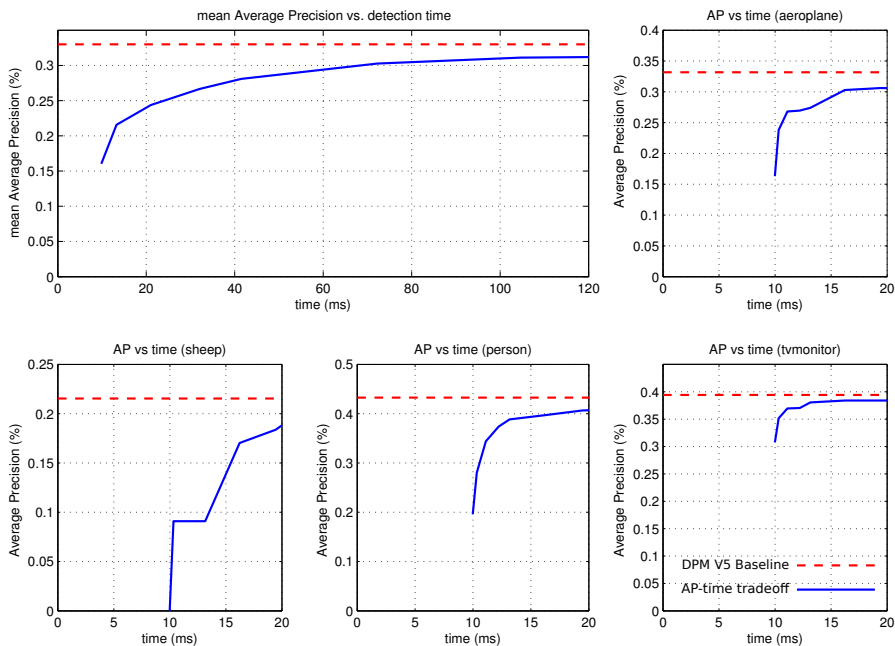 mean Average Precision vs. detection time
mean Average Precision (%)
0.3
0.25
0.2
0.15
0.1
0.05
0
0 20 40 60 80 100 120
time (ms)
AP vs time (aeroplane)
Average Precision (%)
0.4
0.35
0.3
0.25
0.2
0.15
0.1
0.05
0
0 5 10 15 20
time (ms)
AP vs time (sheep)
Average Precision (%)
0.25
0.2
0.15
0.1
0.05
0
0 5 10 15 20
time (ms)
AP vs time (person)
Average Precision (%)
0.5
0.4
0.3
0.2
0.1
0
0 5 10 15 20
time (ms)
AP vs time (tvmonitor)
Average Precision (%)
0.4
0.35
0.3
0.25
0.2
0.15
0.1
0.05
0
0 5 10 15 20
time (ms)
DPM V5 Baseline
AP-time tradeoff